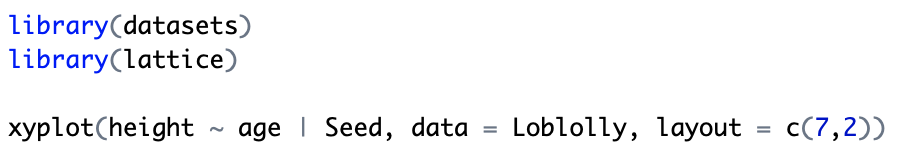 library(datasets)
library(lattice)
xyplot(height ~ age | Seed, data = Loblolly, layout = c(7,2))